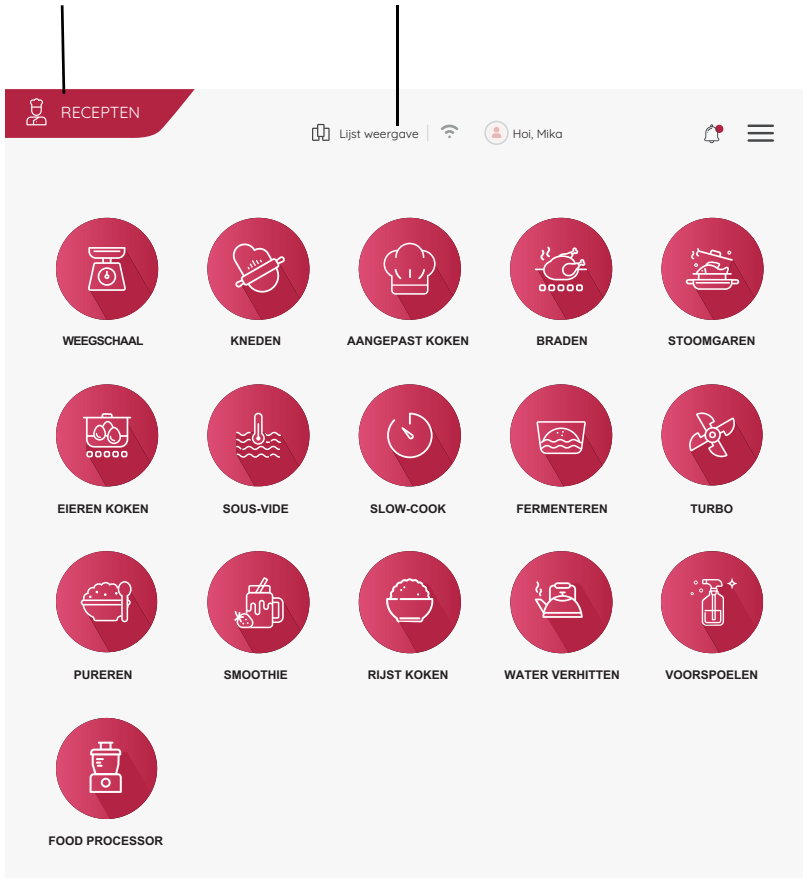 RECEPTEN
Lijst weergave
Hoi, Mika
WEEGSCHAAL
KNEDEN
AANGEPAST KOKEN
BRADEN
STOOMGAREN
EIEREN KOKEN
SOUS-VIDE
SLOW-COOK
FERMENTEREN
TURBO
PUREREN
SMOOTHIE
RIJST KOKEN
WATER VERHITTEN
VOORSPOELEN
FOOD PROCESSOR